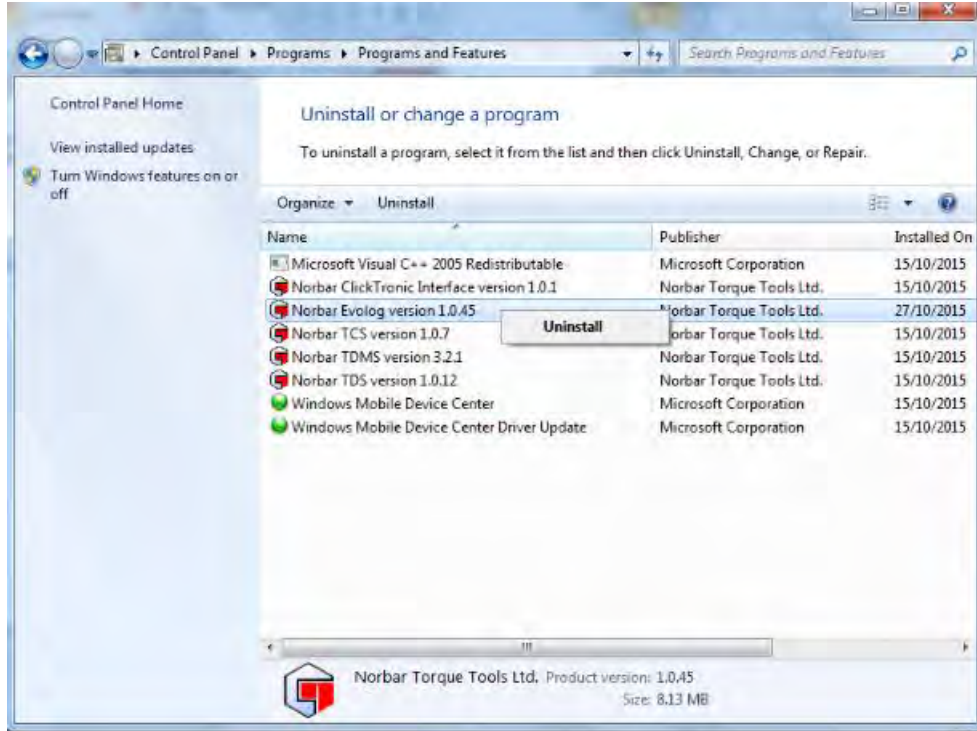 Control Panel ▸ Programs ▸ Programs and Features
Search Programs and Features
Control Panel Home
View installed updates
Turn Windows features on or
off
Uninstall or change a program
To uninstall a program, select it from the list and then click Uninstall, Change, or Repair.
Organize Uninstall
Name Publisher Installed On
Microsoft Visual C++ 2005 Redistributable Microsoft Corporation 15/10/2015
Norbar ClickTronic Interface version 1.0.1 Norbar Torque Tools Ltd. 15/10/2015
Norbar Evolog version 1.0.45 Norbar Torque Tools Ltd. 27/10/2015
Uninstall
Norbar TCS version 1.0.7 Norbar Torque Tools Ltd. 15/10/2015
Norbar TDMS version 3.2.1 Norbar Torque Tools Ltd. 15/10/2015
Norbar TDS version 1.0.12 Norbar Torque Tools Ltd. 15/10/2015
Windows Mobile Device Center Microsoft Corporation 15/10/2015
Windows Mobile Device Center Driver Update Microsoft Corporation 15/10/2015
Norbar Torque Tools Ltd. Product version: 1.0.45
Size: 8.13 MB